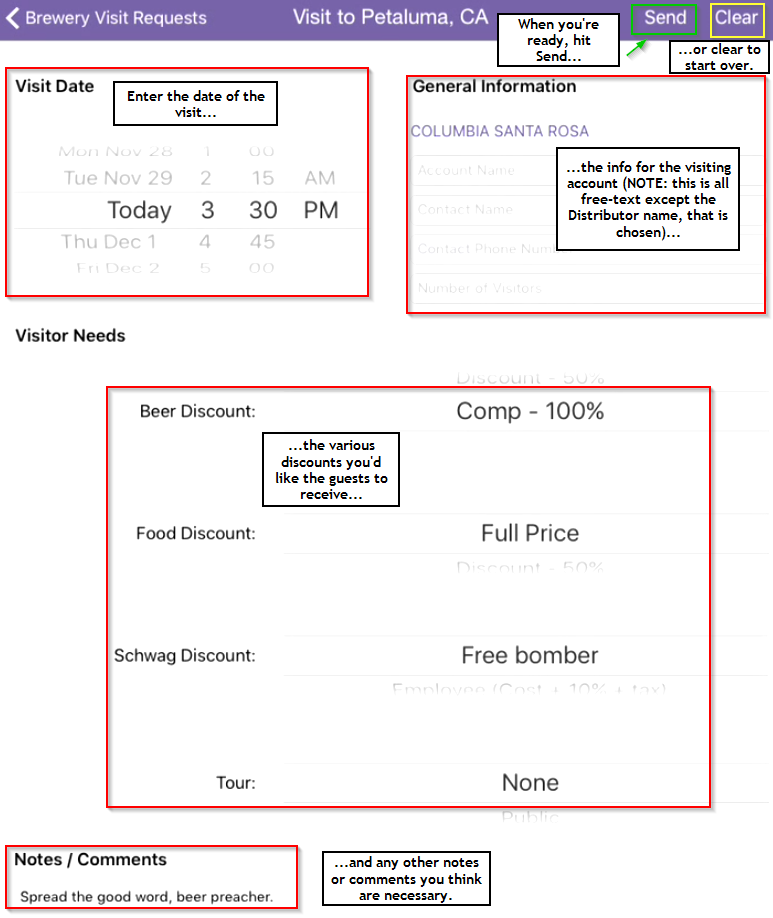 Brewery Visit Requests
Visit to Petaluma, CA
When you're
ready, hit
Send...
Send
Clear
...or clear to
start over.
Visit Date
Enter the date of the
visit...
Mon Nov 28 1 00
Tue Nov 29 2 15 AM
Today 3 30 PM
Thu Dec 1 4 45
Fri Dec 2 5 00
General Information
COLUMBIA SANTA ROSA
Account Name
Contact Name
Contact Phone Num
Number of Visitors
...the info for the visiting
account (NOTE: this is all
free-text except the
Distributor name, that is
chosen)...
Visitor Needs
Discount - 50%
Beer Discount: Comp - 100%
...the various
discounts you'd
like the guests to
receive...
Food Discount: Full Price
Discount - 50%
Schwag Discount: Free bomber
Employee (Cost + 10% + tax)
Tour: None
Public
Notes / Comments
Spread the good word, beer preacher.
...and any other notes
or comments you think
are necessary.